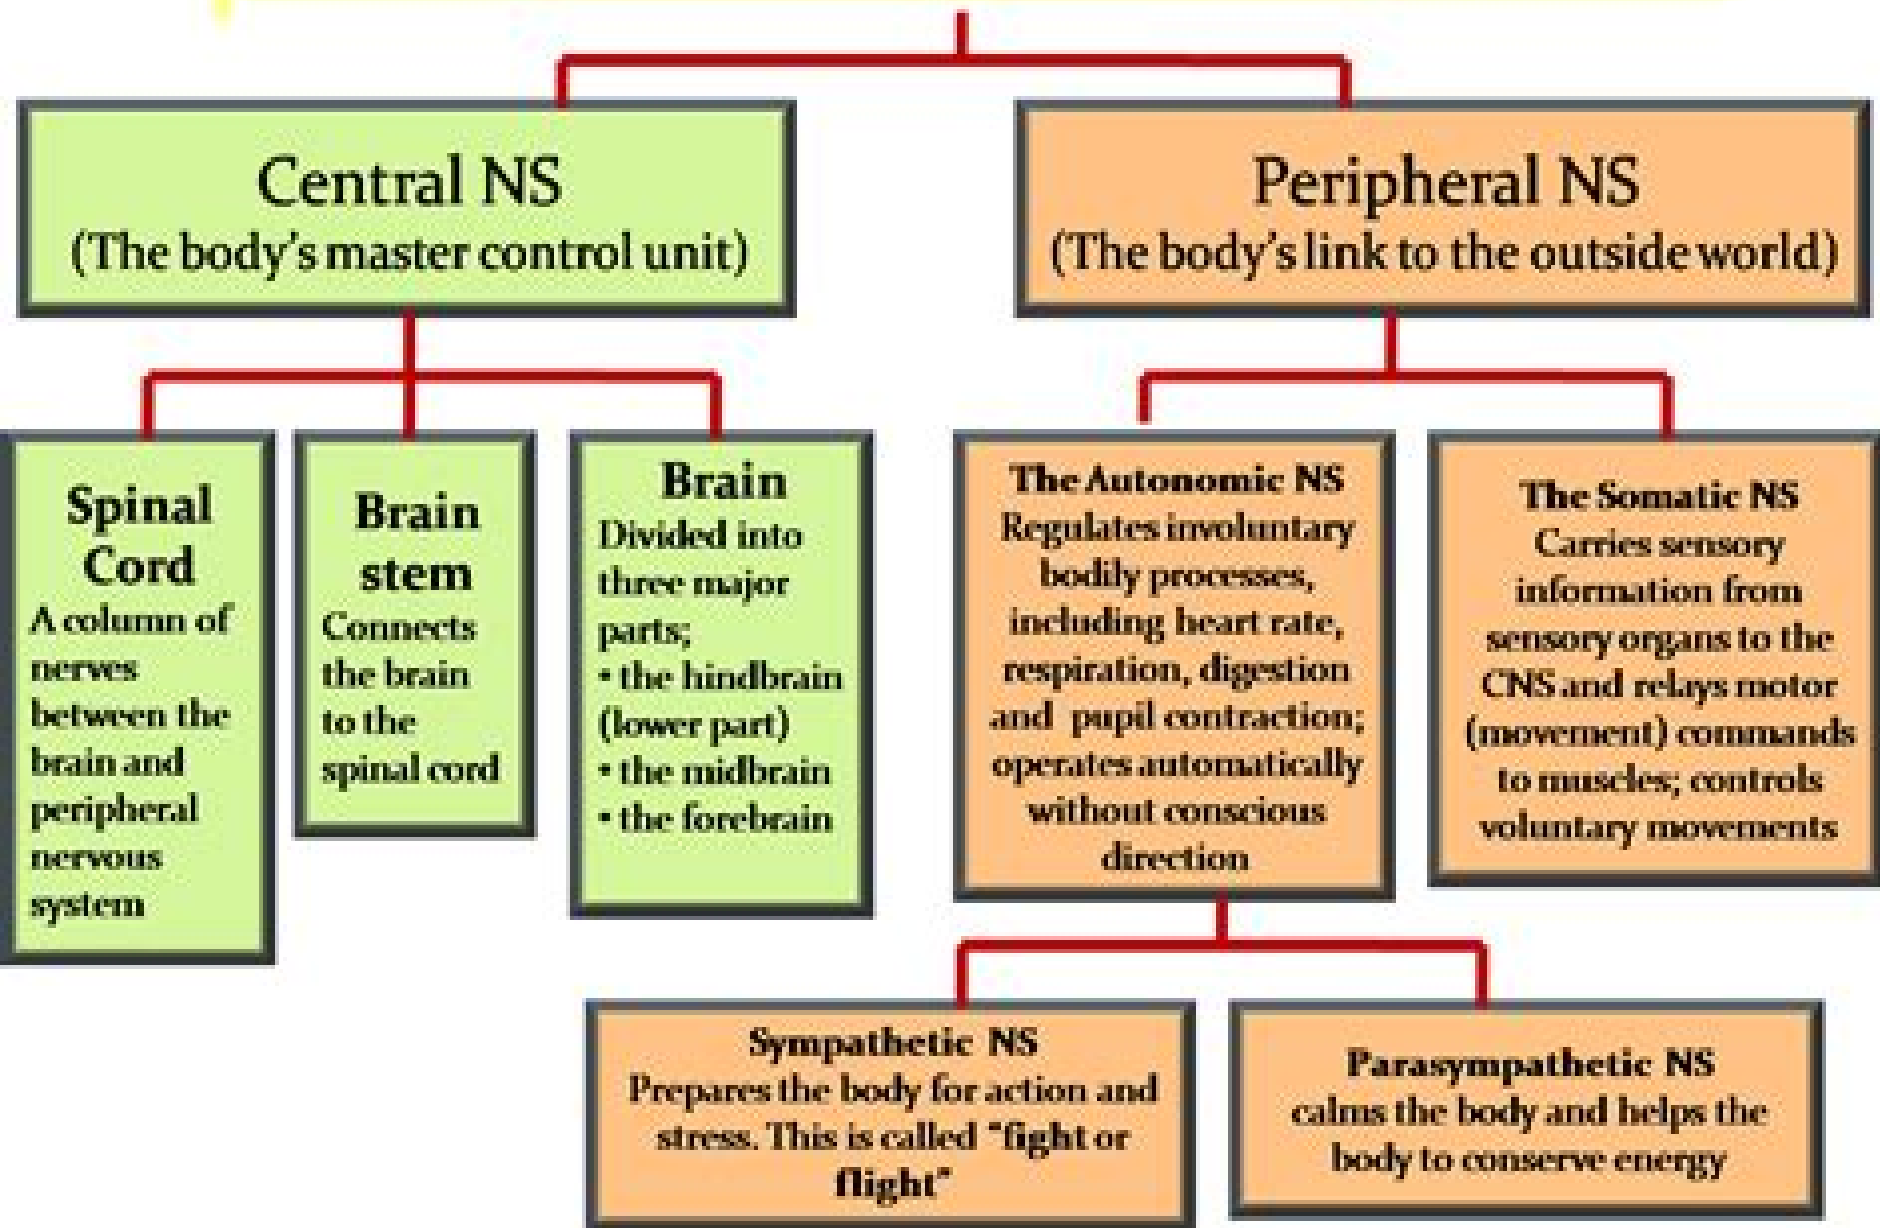 Central NS
(The body's master control unit)
Peripheral NS
(The body's link to the outside world)
Spinal
Cord
A column of
nerves
between the
brain and
peripheral
nervous
system
Brain
stem
Connects
the brain
to the
spinal cord
Brain
Divided into
three major
parts;
• the hindbrain
(lower part)
• the midbrain
• the forebrain
The Autonomic NS
Regulates involuntary
bodily processes,
including heart rate,
respiration, digestion
and pupil contraction;
operates automatically
without conscious
direction
The Somatic NS
Carries sensory
information from
sensory organs to the
CNS and relays motor
(movement) commands
to muscles; controls
voluntary movements
Sympathetic NS
Prepares the body for action and
stress. This is called "fight or
flight"
Parasympathetic NS
calms the body and helps the
body to conserve energy